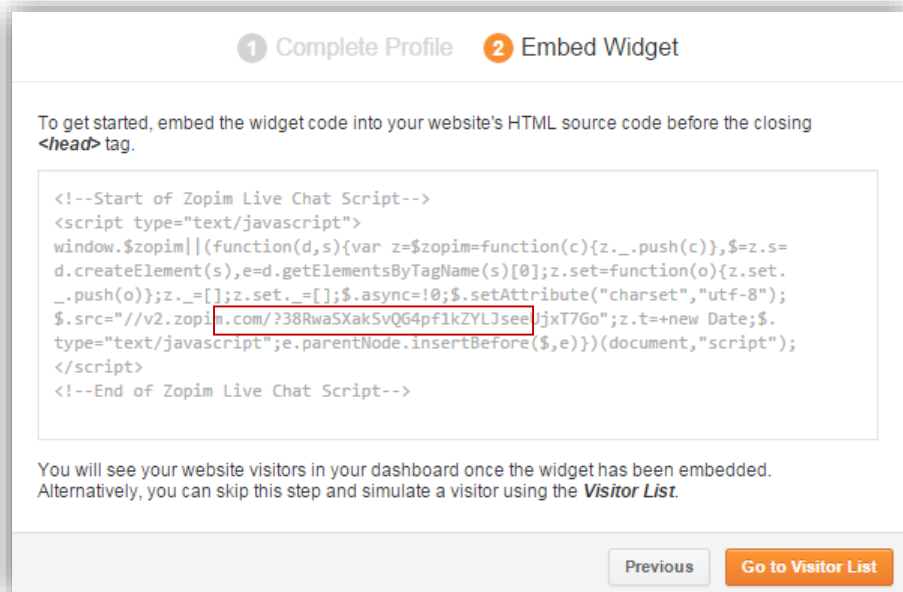 1 Complete Profile 2 Embed Widget
To get started, embed the widget code into your website's HTML source code before the closing
<head> tag.
<!--Start of Zopim Live Chat Script-->
<script type="text/javascript">
window.$zopim||(function(d,s){var z=$zopim=function(c){z._.push(c)},$=z.s=
d.createElement(s),e=d.getElementsByTagName(s)[0];z.set=function(o){z.set.
_.push(o)};z._=[];z.set._=[];$.async=!0;$.setAttribute("charset","utf-8");
$.src="//v2.zopim.com/?38RwaSXakSvQG4pf1kZYLJseeUjxT7Go";z.t=+new Date;$.
type="text/javascript";e.parentNode.insertBefore($,e)})(document,"script");
</script>
<!--End of Zopim Live Chat Script-->
You will see your website visitors in your dashboard once the widget has been embedded.
Alternatively, you can skip this step and simulate a visitor using the Visitor List.
Previous Go to Visitor List